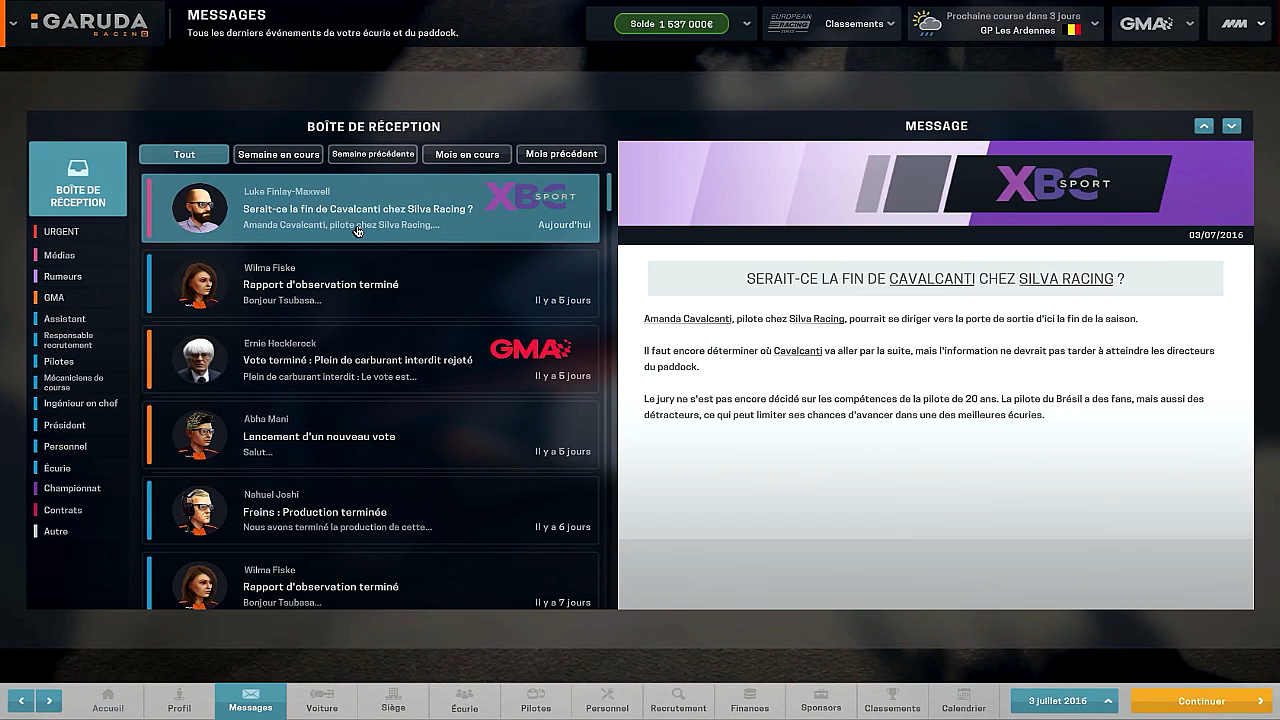 GARUDA
RACING
MESSAGES
Tous les derniers événements de votre écurie et du paddock.
Solde 1 537 000€
EUROPEAN
RACING
SERIES
Classements
Prochaine course dans 3 jours
GP Les Ardennes
GMA
BOÎTE DE RÉCEPTION
MESSAGE
BOÎTE DE
RÉCEPTION
URGENT
Médias
Rumeurs
GMA
Assistant
Responsable
recrutement
Pilotes
Mécaniciens de
course
Ingénieur en chef
Président
Personnel
Écurie
Championnat
Contrats
Autre
Tout
Semaine en cours
Semaine précédente
Mois en cours
Mois précédent
Luke Finlay-Maxwell
Serait-ce la fin de Cavalcanti chez Silva Racing ?
Amanda Cavalcanti, pilote chez Silva Racing,...
XBC SPORT
Aujourd'hui
Wilma Fiske
Rapport d'observation terminé
Bonjour Tsubasa...
Il y a 5 jours
Ernie Hecklerock
Vote terminé : Plein de carburant interdit rejeté
Plein de carburant interdit : Le vote est...
GMA
Il y a 5 jours
Abha Mani
Lancement d'un nouveau vote
Salut...
Il y a 5 jours
Nahuel Joshi
Freins : Production terminée
Nous avons terminé la production de cette...
Il y a 6 jours
Wilma Fiske
Rapport d'observation terminé
Bonjour Tsubasa...
Il y a 7 jours
XBC SPORT
03/07/2016
SERAIT-CE LA FIN DE CAVALCANTI CHEZ SILVA RACING ?
Amanda Cavalcanti, pilote chez Silva Racing, pourrait se diriger vers la porte de sortie d'ici la fin de la saison.
Il faut encore déterminer où Cavalcanti va aller par la suite, mais l'information ne devrait pas tarder à atteindre les directeurs
du paddock.
Le jury ne s'est pas encore décidé sur les compétences de la pilote de 20 ans. La pilote du Brésil a des fans, mais aussi des
détracteurs, ce qui peut limiter ses chances d'avancer dans une des meilleures écuries.
Accueil
Profil
Messages
Voiture
Siège
Écurie
Pilotes
Personnel
Recrutement
Finances
Sponsors
Classements
Calendrier
3 juillet 2016
Continuer